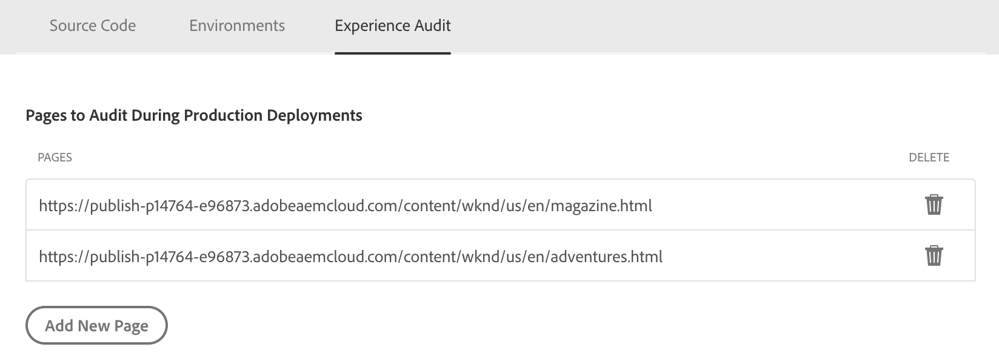 Source Code Environments Experience Audit
Pages to Audit During Production Deployments
PAGES DELETE
https://publish-p14764-e96873.adobeaemcloud.com/content/wknd/us/en/magazine.html
https://publish-p14764-e96873.adobeaemcloud.com/content/wknd/us/en/adventures.html
Add New Page